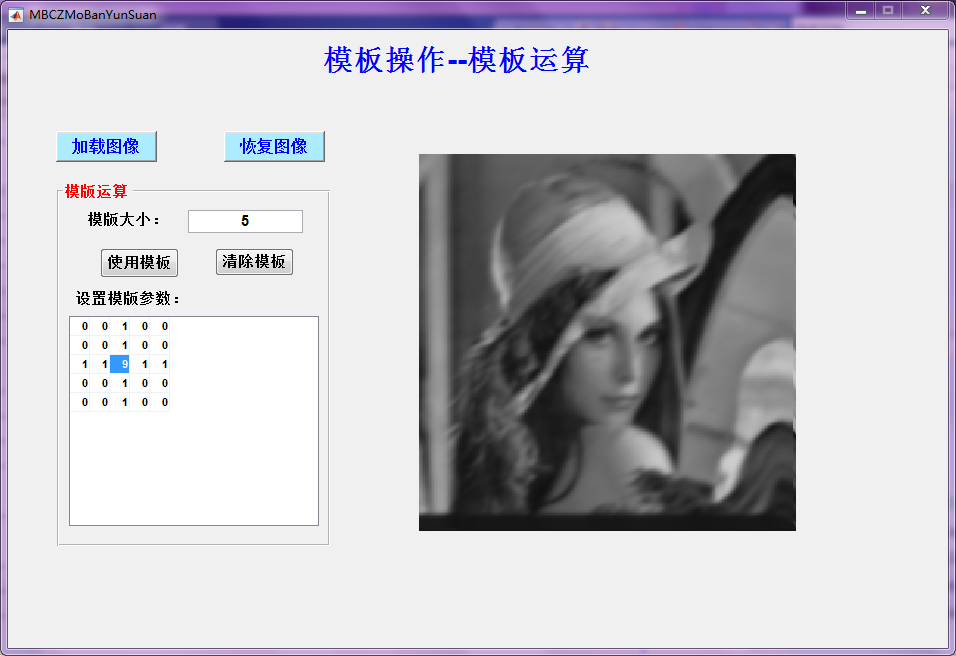 MBCZMoBanYunSuan
模板操作--模板运算
加载图像 恢复图像
模版运算
模版大小： 5
使用模板 清除模板
设置模版参数：
0 0 1 0 0
0 0 1 0 0
1 1 9 1 1
0 0 1 0 0
0 0 1 0 0